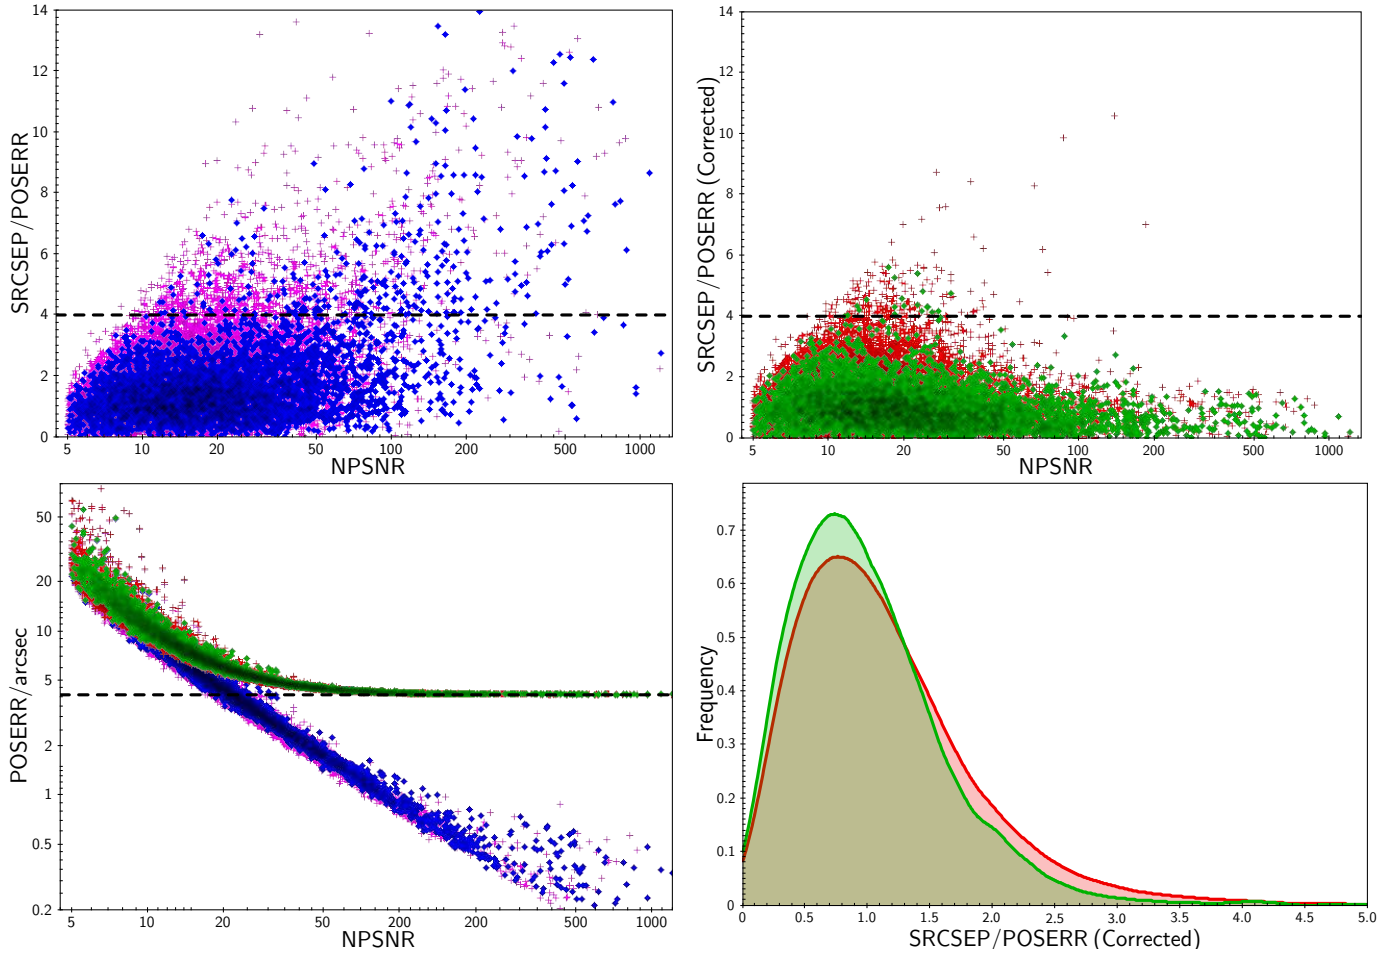 14
12
10
8
6
4
2
0
SRCSEP/POSERR
5 10 20 50 100 200 500 1000
NPSNR
14
12
10
8
6
4
2
0
SRCSEP/POSERR (Corrected)
5 10 20 50 100 200 500 1000
NPSNR
50
20
10
5
2
1
0.5
0.2
POSERR/arcsec
5 10 20 50 200 200 500 1000
NPSNR
0.7
0.6
0.5
0.4
0.3
0.2
0.1
0
Frequency
0 0.5 1.0 1.5 2.0 2.5 3.0 3.5 4.0 4.5 5.0
SRCSEP/POSERR (Corrected)